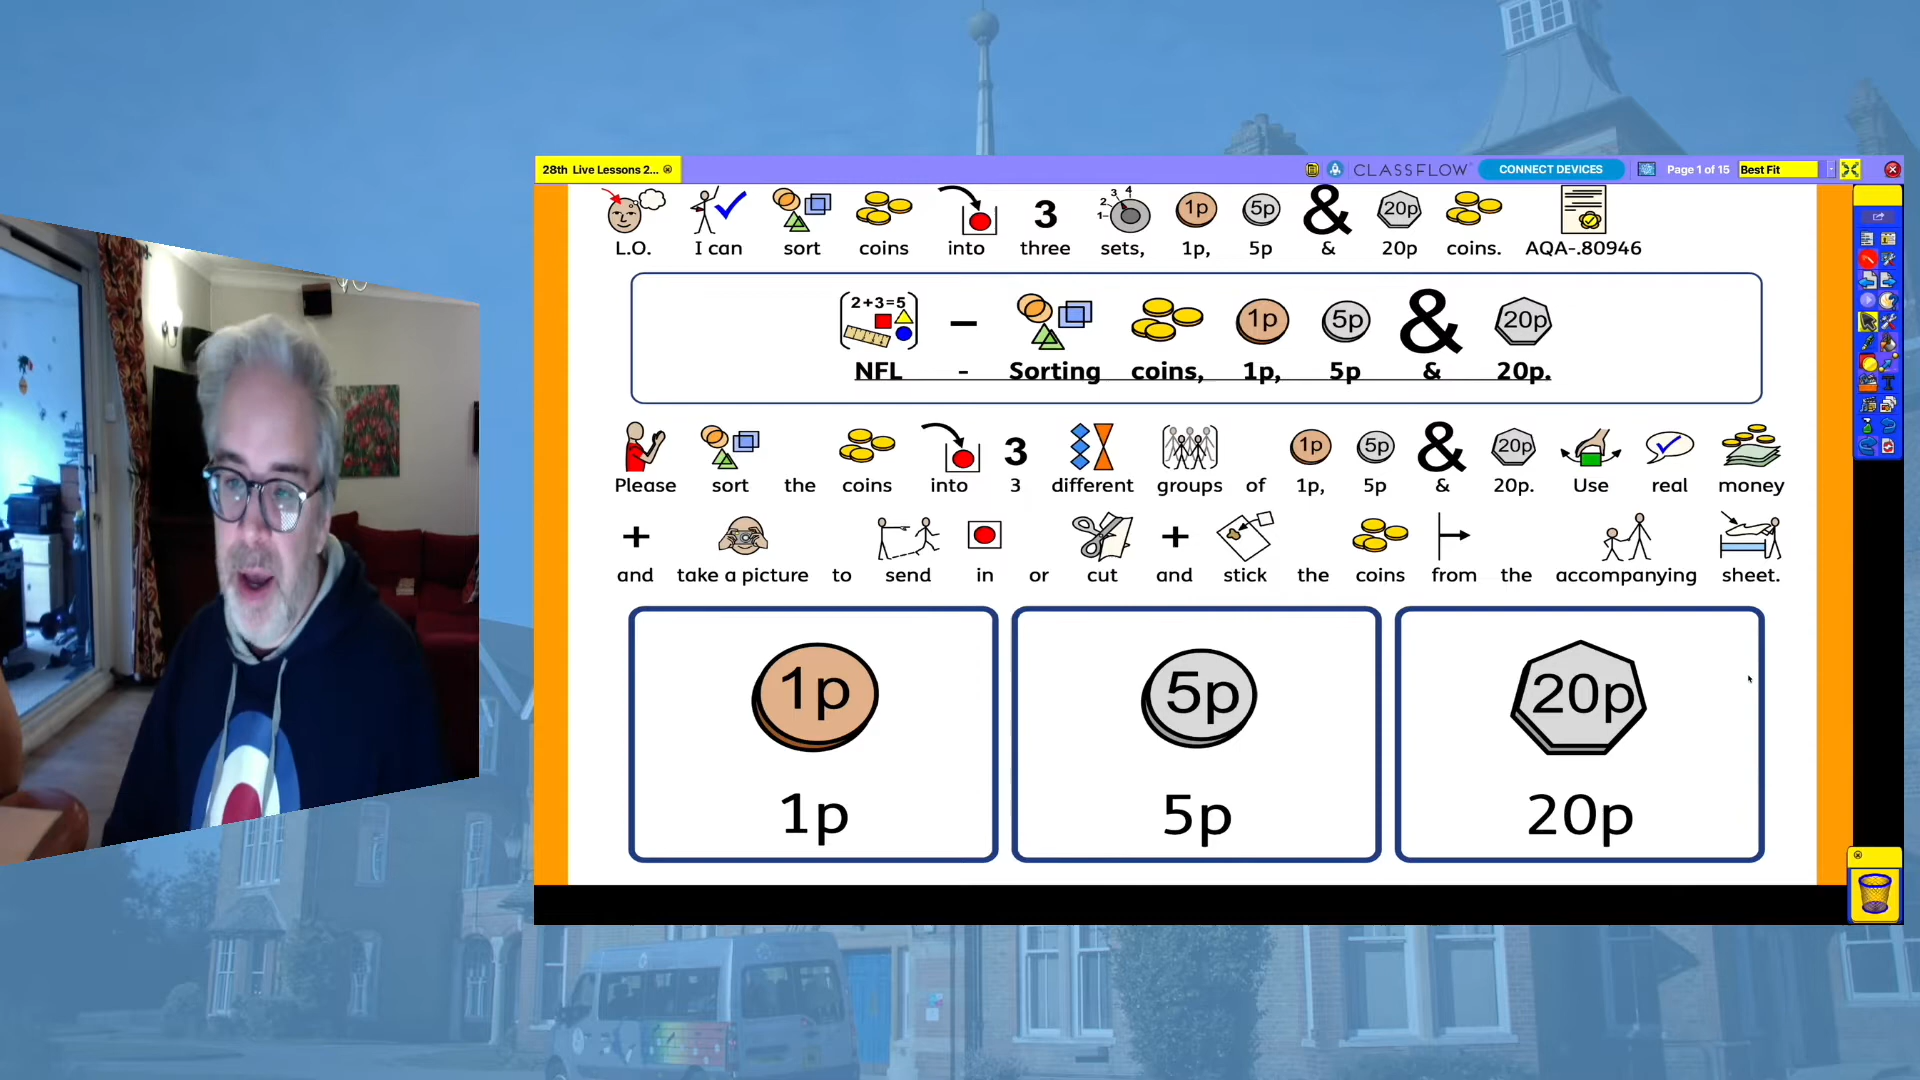 28th Live Lessons 2... CLASSFLOW CONNECT DEVICES Page 1 of 15 Best Fit
3 1 2 3 4 1p 5p & 20p
L.O. I can sort coins into three sets, 1p, 5p & 20p coins. AQA-.80946
2+3=5 – 1p 5p & 20p
NFL - Sorting coins, 1p, 5p & 20p.
3 1p 5p & 20p
Please sort the coins into 3 different groups of 1p, 5p & 20p. Use real money
+ +
and take a picture to send in or cut and stick the coins from the accompanying sheet.
1p 5p 20p
1p 5p 20p